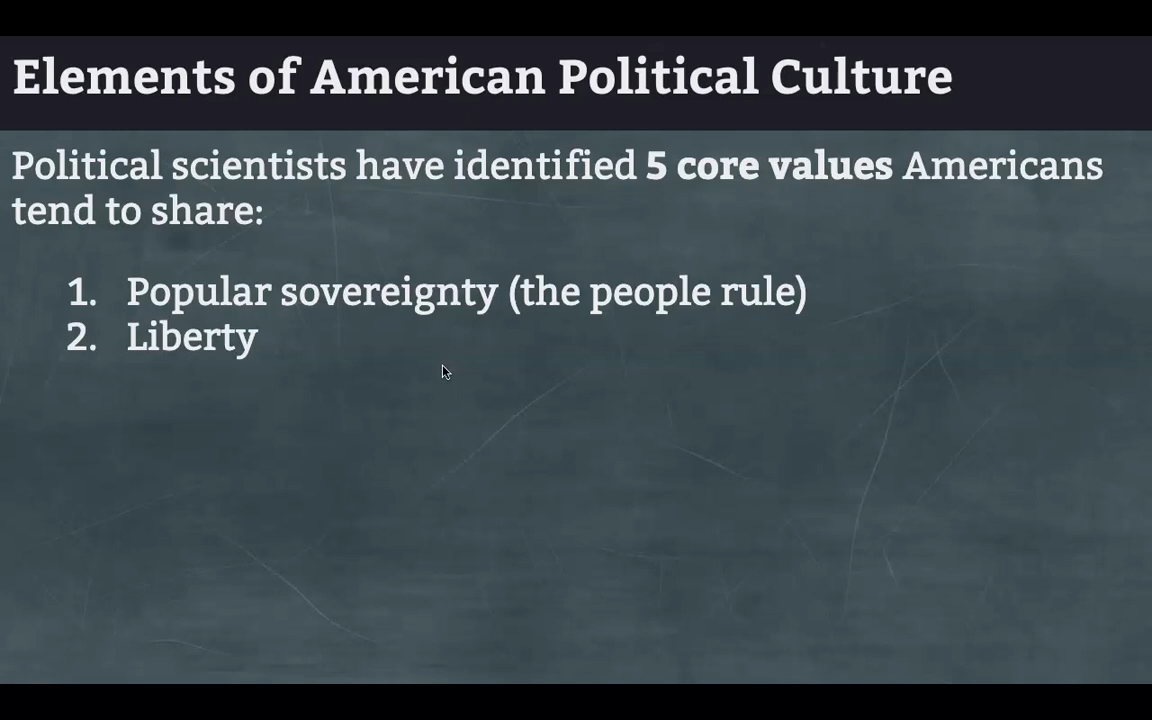 Elements of American Political Culture
Political scientists have identified 5 core values Americans
tend to share:
1. Popular sovereignty (the people rule)
2. Liberty